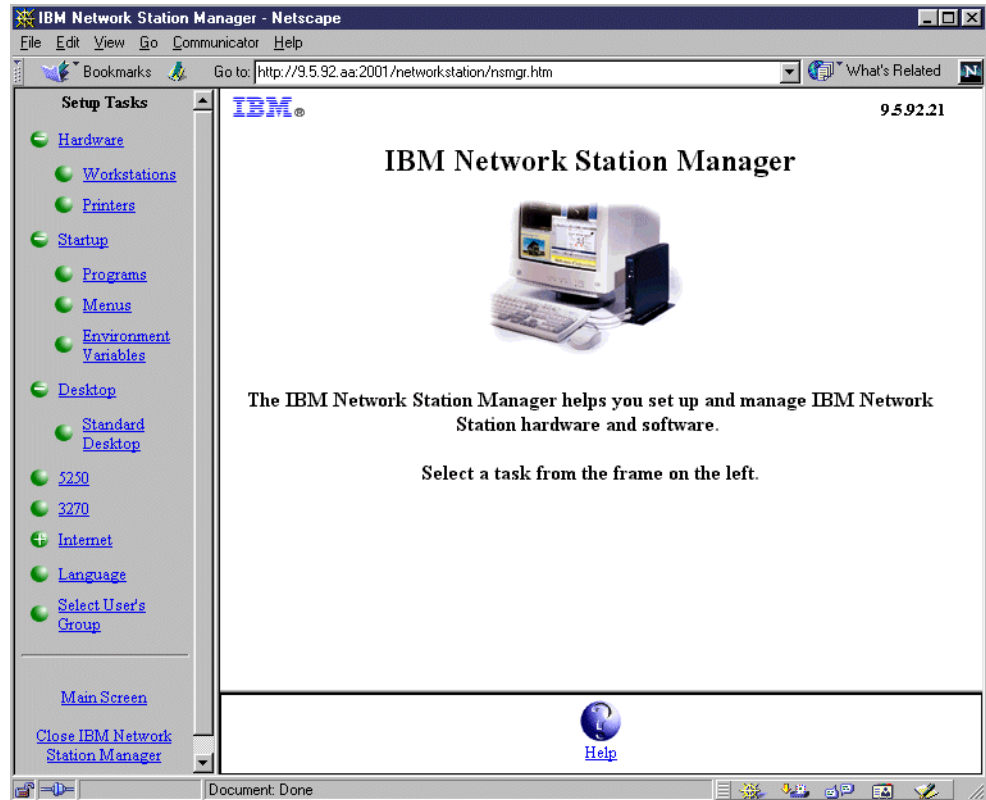 IBM Network Station Manager - Netscape
File Edit View Go Communicator Help
Bookmarks Go to: http://9.5.92.aa:2001/networkstation/nsmgr.htm What's Related N
Setup Tasks
Hardware
Workstations
Printers
Startup
Programs
Menus
Environment
Variables
Desktop
Standard
Desktop
5250
3270
Internet
Language
Select User's
Group
Main Screen
Close IBM Network
Station Manager
IBM®
9.5.92.21
IBM Network Station Manager
The IBM Network Station Manager helps you set up and manage IBM Network
Station hardware and software.
Select a task from the frame on the left.
Help
Document: Done